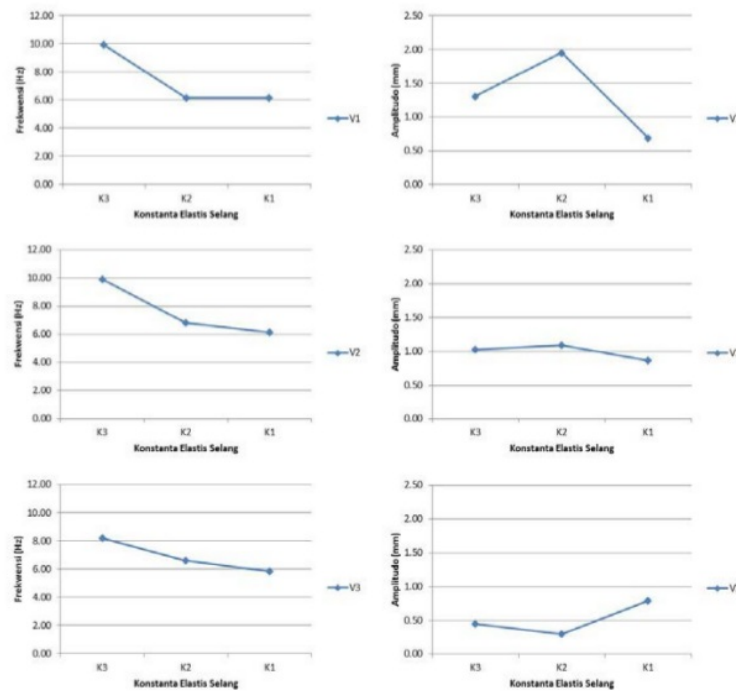 12.00
10.00
8.00
6.00
4.00
2.00
0.00
Frekwensi (Hz)
K3 K2 K1
Konstanta Elastis Selang
V1
2.50
2.00
1.50
1.00
0.50
0.00
Amplitudo (mm)
K3 K2 K1
Konstanta Elastis Selang
V
12.00
10.00
8.00
6.00
4.00
2.00
0.00
Frekwensi (Hz)
K3 K2 K1
Konstanta Elastis Selang
V2
2.50
2.00
1.50
1.00
0.50
0.00
Amplitudo (mm)
K3 K2 K1
Konstanta Elastis Selang
V
12.00
10.00
8.00
6.00
4.00
2.00
0.00
Frekwensi (Hz)
K3 K2 K1
Konstanta Elastis Selang
V3
2.50
2.00
1.50
1.00
0.50
0.00
Amplitudo (mm)
K3 K2 K1
Konstanta Elastis Selang
V